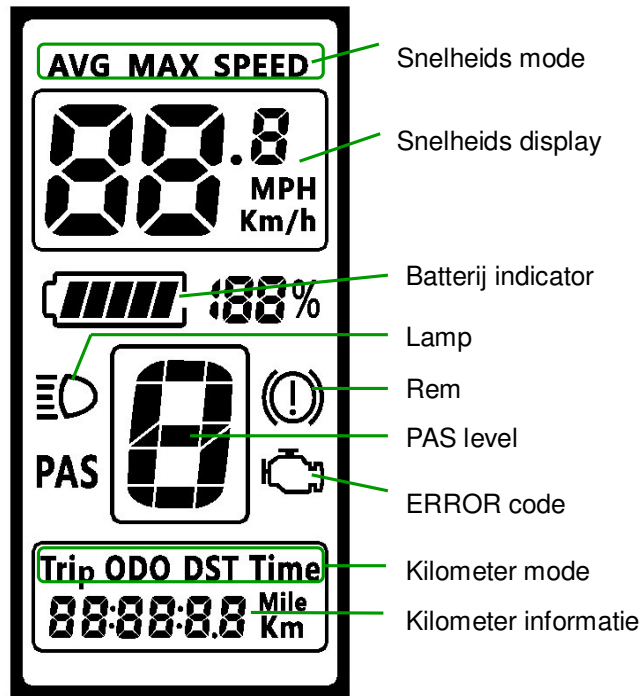 AVG MAX SPEED
Snelheids mode
88.8
MPH
Km/h
Snelheids display
188%
Batterij indicator
Lamp
Rem
8
PAS
PAS level
ERROR code
Trip ODO DST Time
Kilometer mode
88:88:8.8
Mile
Km
Kilometer informatie